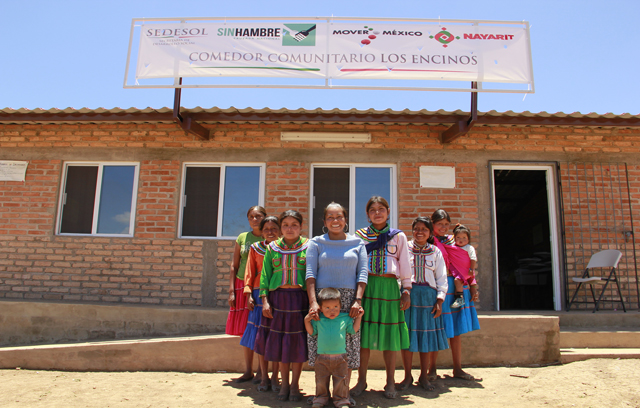 SEDESOL SINHAMBRE MOVER MÉXICO NAYARIT
COMEDOR COMUNITARIO LOS ENCINOS